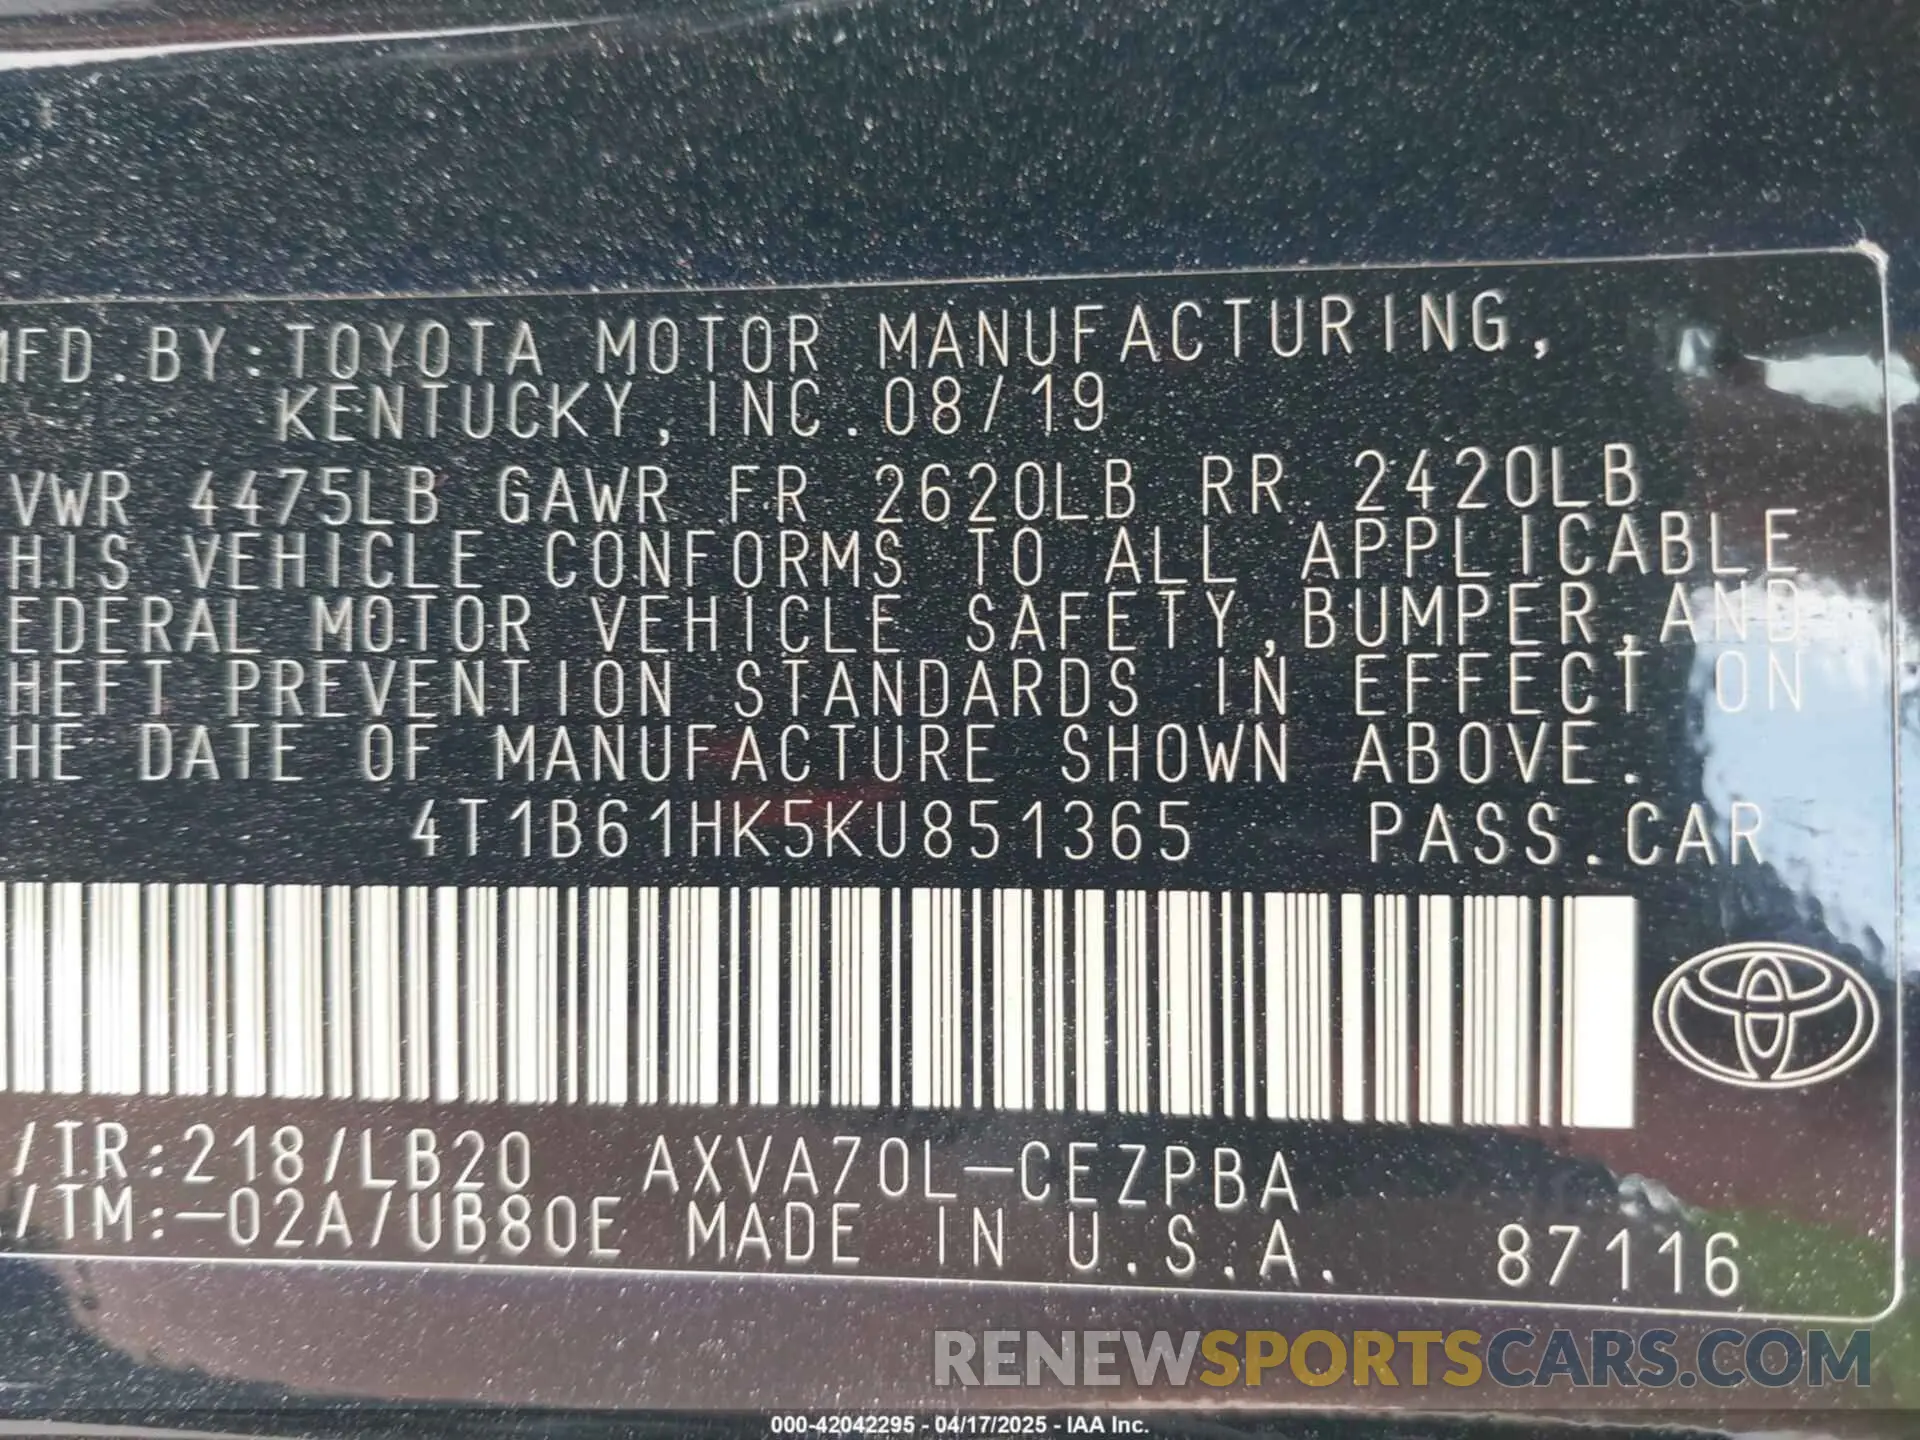 MFD. BY: TOYOTA MOTOR MANUFACTURING,
KENTUCKY, INC. 08/19
VWR 4475LB GAWR FR 2620LB RR 2420LB
HIS VEHICLE CONFORMS TO ALL APPLICABLE
EDERAL MOTOR VEHICLE SAFETY, BUMPER, AND
HEFT PREVENTION STANDARDS IN EFFECT ON
HE DATE OF MANUFACTURE SHOWN ABOVE.
4T1B61HK5KU851365 PASS. CAR
/TR:218/LB20 AXVA70L-CEZPBA
A/TM:-02A/UB80E MADE IN U.S.A. 87116
RENEWSPORTSCARS.COM
000-42042295 - 04/17/2025 - IAA Inc.